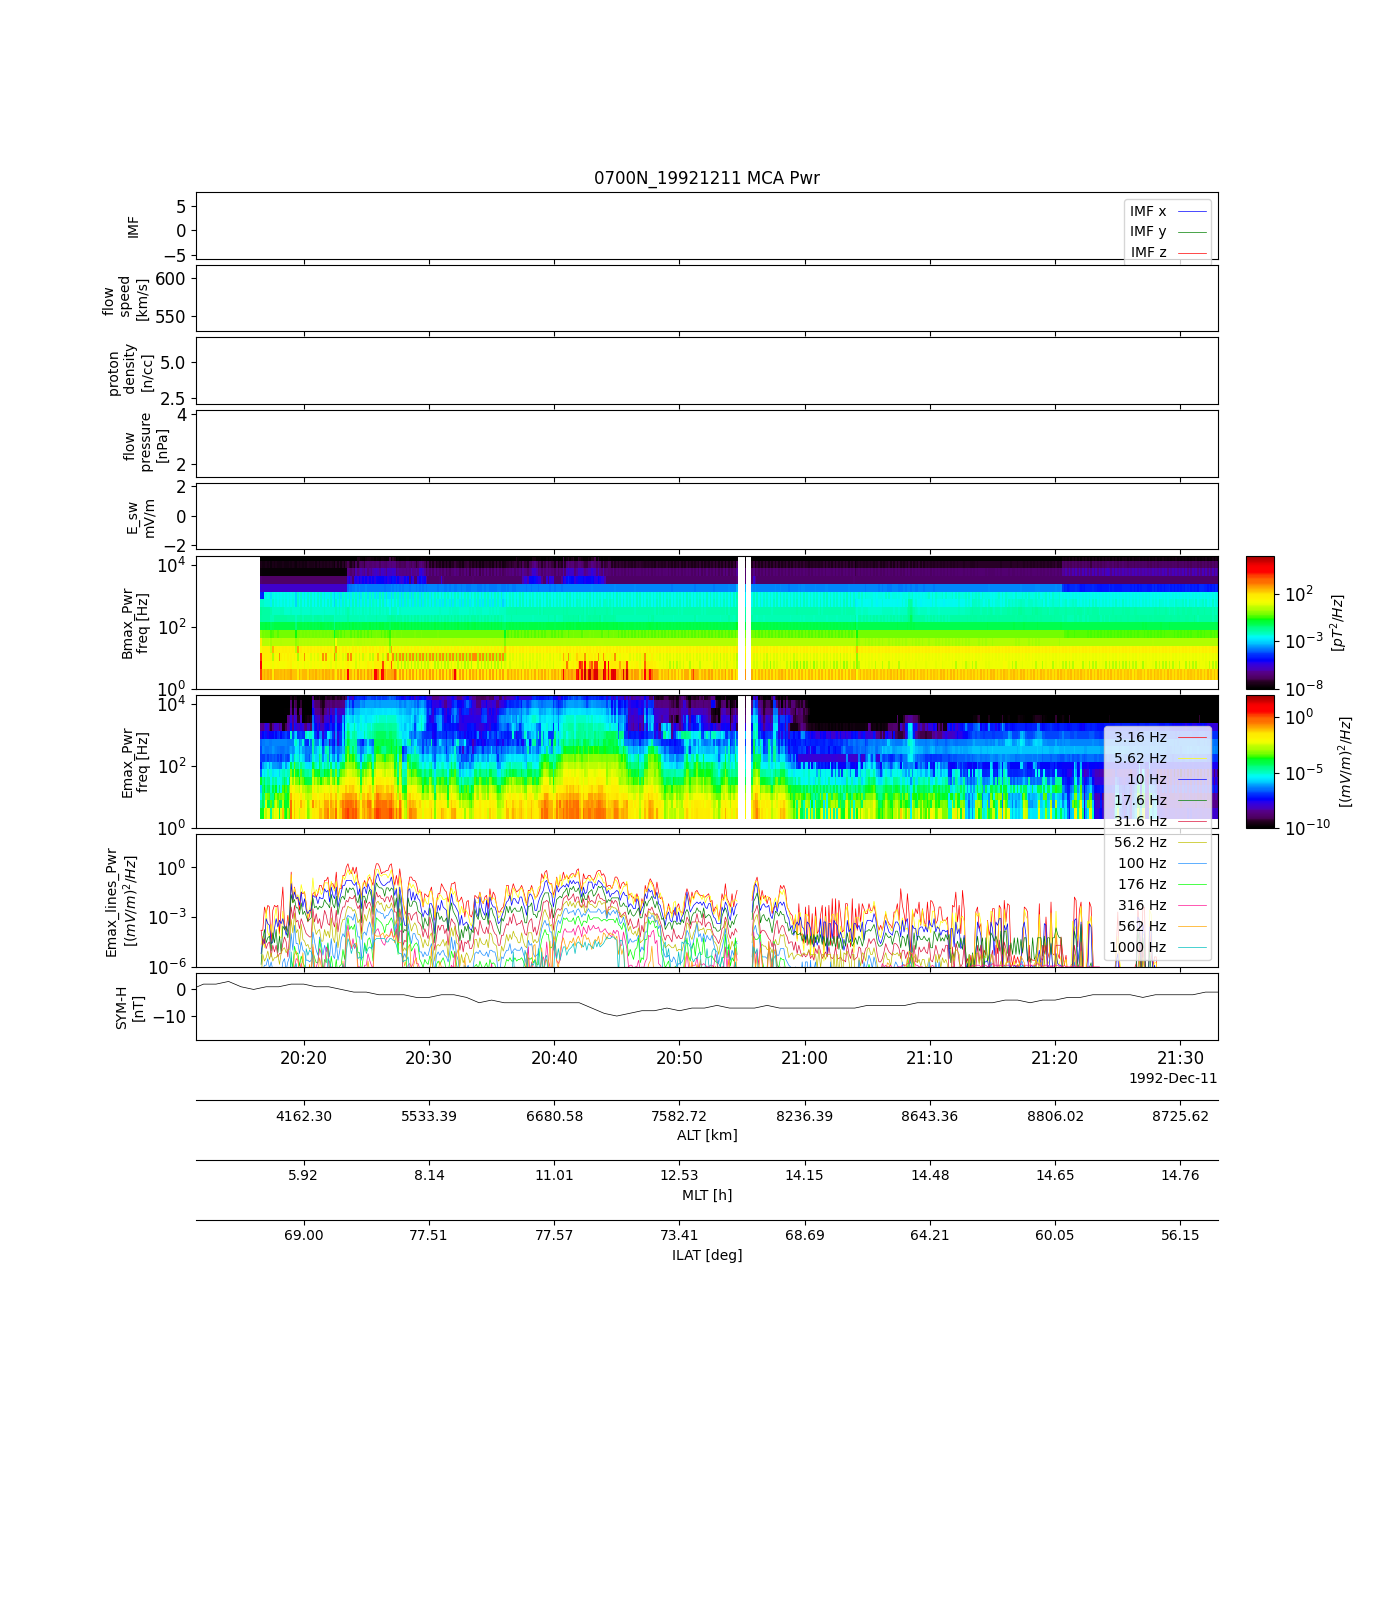 0700N_19921211 MCA Pwr
IMF
5
0
−5
IMF x
IMF y
IMF z
flow
speed
[km/s]
600
550
proton
density
[n/cc]
5.0
2.5
flow
pressure
[nPa]
4
2
E_sw
mV/m
2
0
−2
Bmax_Pwr
freq [Hz]
10^4
10^2
10^0
10^2
10^−3
10^−8
[pT^2/Hz]
Emax_Pwr
freq [Hz]
10^4
10^2
10^0
10^0
10^−5
10^−10
[(mV/m)^2/Hz]
3.16 Hz
5.62 Hz
10 Hz
17.6 Hz
31.6 Hz
56.2 Hz
100 Hz
176 Hz
316 Hz
562 Hz
1000 Hz
Emax_lines_Pwr
[(mV/m)^2/Hz]
10^0
10^−3
10^−6
SYM-H
[nT]
0
−10
20:20 20:30 20:40 20:50 21:00 21:10 21:20 21:30
1992-Dec-11
4162.30 5533.39 6680.58 7582.72 8236.39 8643.36 8806.02 8725.62
ALT [km]
5.92 8.14 11.01 12.53 14.15 14.48 14.65 14.76
MLT [h]
69.00 77.51 77.57 73.41 68.69 64.21 60.05 56.15
ILAT [deg]